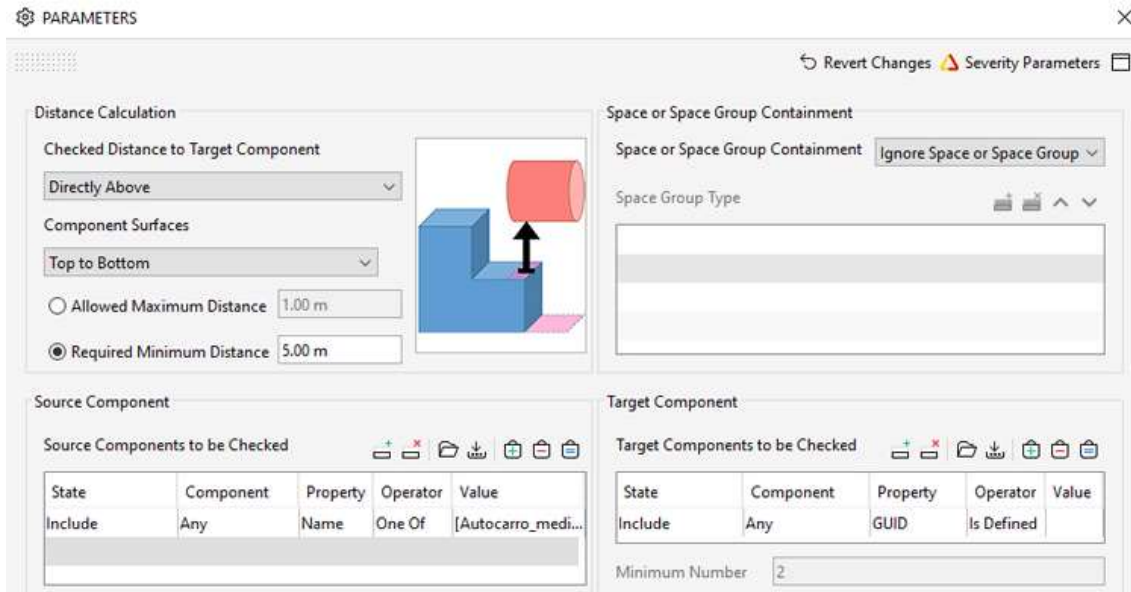 PARAMETERS
Revert Changes Severity Parameters
Distance Calculation
Checked Distance to Target Component
Directly Above
Component Surfaces
Top to Bottom
Allowed Maximum Distance 1.00 m
Required Minimum Distance 5.00 m
Space or Space Group Containment
Space or Space Group Containment Ignore Space or Space Group
Space Group Type
Source Component
Source Components to be Checked
State Component Property Operator Value
Include Any Name One Of [Autocarro_medi...
Target Component
Target Components to be Checked
State Component Property Operator Value
Include Any GUID Is Defined
Minimum Number 2